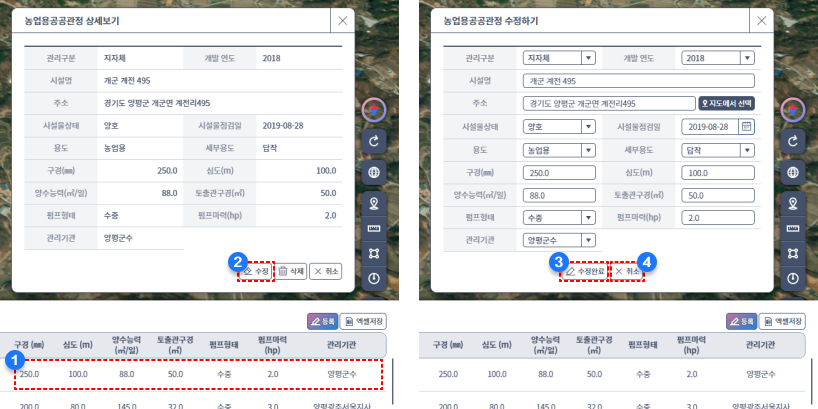 농업용공공관정 상세보기
관리구분 지자체 개발 연도 2018
시설명 개군 계전 495
주소 경기도 양평군 개군면 계전리495
시설물상태 양호 시설물점검일 2019-08-28
용도 농업용 세부용도 답작
구경(㎜) 250.0 심도(m) 100.0
양수능력(㎥/일) 88.0 토출관구경(㎥) 50.0
펌프형태 수중 펌프마력(hp) 2.0
관리기관 양평군수
2
수정 삭제 취소
등록 엑셀저장
구경 (㎜) 심도 (m) 양수능력 (㎥/일) 토출관구경 (㎥) 펌프형태 펌프마력 (hp) 관리기관
1
250.0 100.0 88.0 50.0 수중 2.0 양평군수
200.0 80.0 145.0 32.0 수중 3.0 양평광주서울지사
농업용공공관정 수정하기
관리구분 지자체 개발 연도 2018
시설명 개군 계전 495
주소 경기도 양평군 개군면 계전리495 지도에서 선택
시설물상태 양호 시설물점검일 2019-08-28
용도 농업용 세부용도 답작
구경(㎜) 250.0 심도(m) 100.0
양수능력(㎥/일) 88.0 토출관구경(㎥) 50.0
펌프형태 수중 펌프마력(hp) 2.0
관리기관 양평군수
3 4
수정완료 취소
등록 엑셀저장
구경 (㎜) 심도 (m) 양수능력 (㎥/일) 토출관구경 (㎥) 펌프형태 펌프마력 (hp) 관리기관
250.0 100.0 88.0 50.0 수중 2.0 양평군수
200.0 80.0 145.0 32.0 수중 3.0 양평광주서울지사